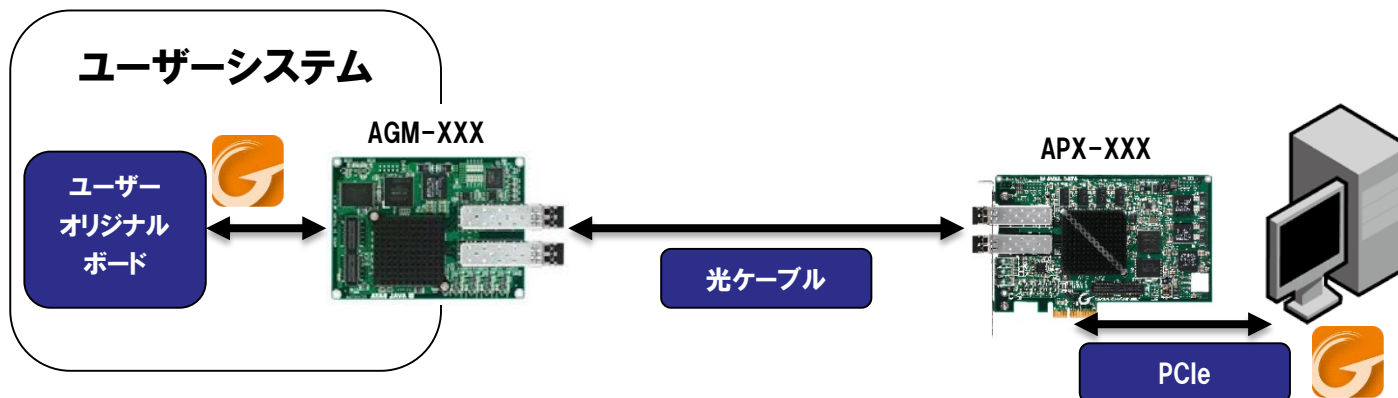 ユーザーシステム
AGM-XXX
APX-XXX
ユーザー
オリジナル
ボード
光ケーブル
PCIe